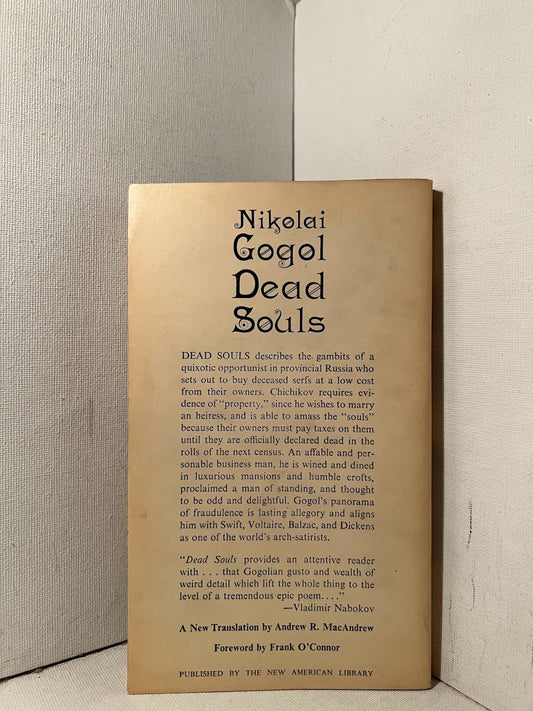 Nikolai
Gogol
Dead
Souls
DEAD SOULS describes the gambits of a
quixotic opportunist in provincial Russia who
sets out to buy deceased serfs at a low cost
from their owners. Chichikov requires evi-
dence of "property," since he wishes to marry
an heiress, and is able to amass the "souls"
because their owners must pay taxes on them
until they are officially declared dead in the
rolls of the next census. An affable and per-
sonable business man, he is wined and dined
in luxurious mansions and humble crofts,
proclaimed a man of standing, and thought
to be odd and delightful. Gogol's panorama
of fraudulence is lasting allegory and aligns
him with Swift, Voltaire, Balzac, and Dickens
as one of the world's arch-satirists.
"Dead Souls provides an attentive reader
with . . . that Gogolian gusto and wealth of
weird detail which lift the whole thing to the
level of a tremendous epic poem...."
—Vladimir Nabokov
A New Translation by Andrew R. MacAndrew
Foreword by Frank O'Connor
PUBLISHED BY THE NEW AMERICAN LIBRARY